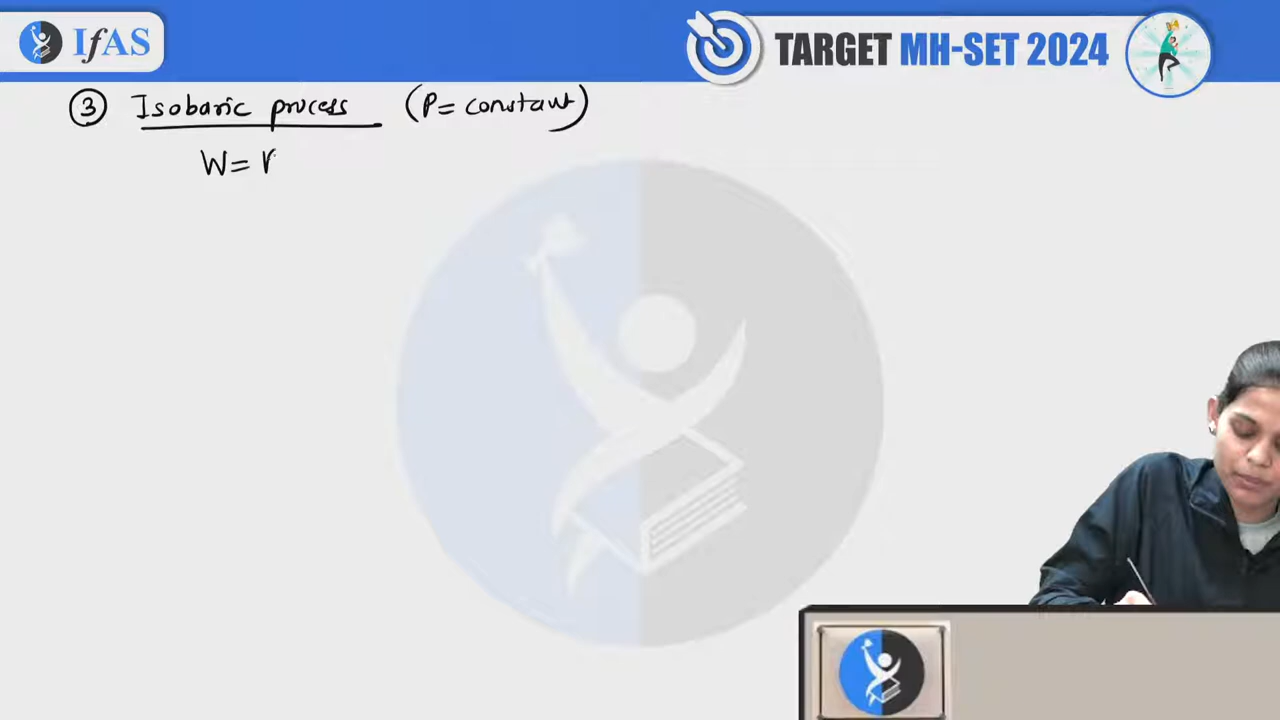 IfAS
TARGET MH-SET 2024
③ Isobaric process (P = constant)
W =